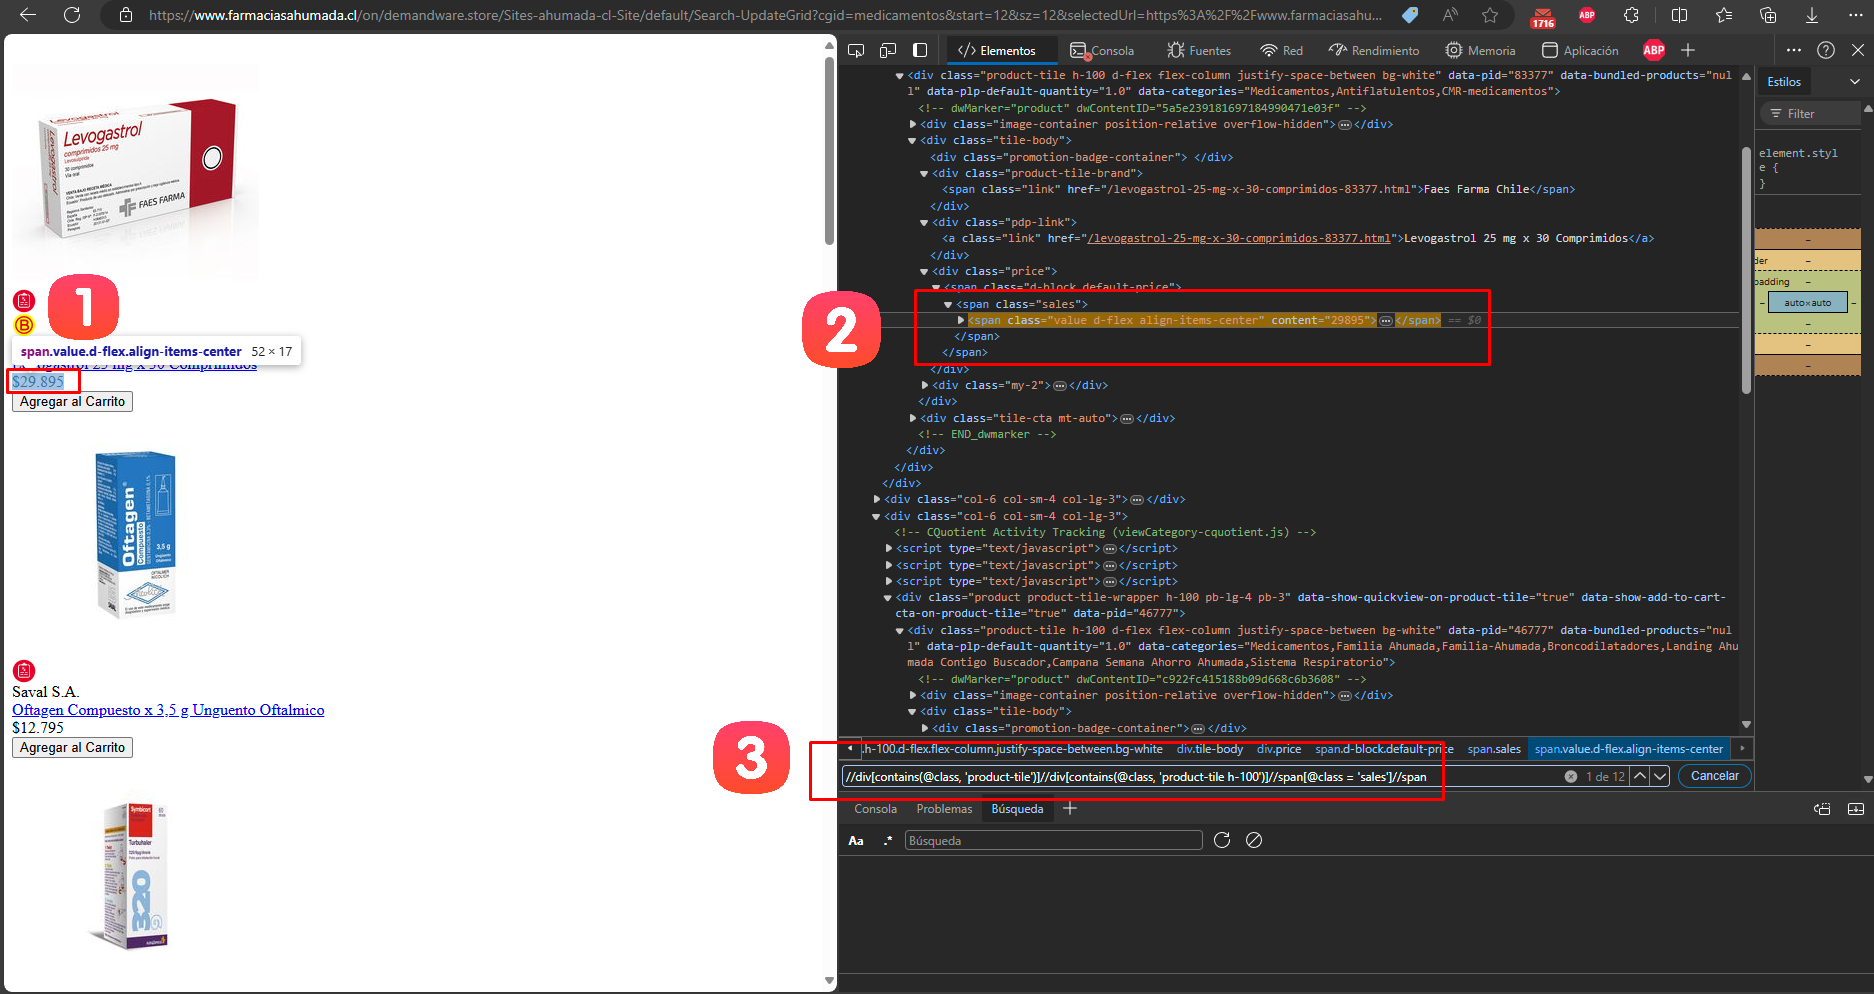 https://www.farmaciasahumada.cl/on/demandware.store/Sites-ahumada-cl-Site/default/Search-UpdateGrid?cgid=medicamentos&start=12&sz=12&selectedUrl=https%3A%2F%2Fwww.farmaciasahu...
1716
ABP
Levogastrol
comprimidos 25 mg
Levosulpirida
30 comprimidos
Vía oral
FAES FARMA
1
B
span.value.d-flex.align-items-center 52 × 17
Levogastrol 25 mg x 30 Comprimidos
$29.895
Agregar al Carrito
Oftagen
Compuesto
3,5 g
Saval S.A.
Oftagen Compuesto x 3,5 g Unguento Oftalmico
$12.795
Agregar al Carrito
Symbicort
Turbuhaler
320
Elementos
Consola
Fuentes
Red
Rendimiento
Memoria
Aplicación
ABP
<div class="product-tile h-100 d-flex flex-column justify-space-between bg-white" data-pid="83377" data-bundled-products="nul
l" data-plp-default-quantity="1.0" data-categories="Medicamentos,Antiflatulentos,CMR-medicamentos">
<!-- dwMarker="product" dwContentID="5a5e239181697184990471e03f" -->
<div class="image-container position-relative overflow-hidden">…</div>
<div class="tile-body">
<div class="promotion-badge-container"> </div>
<div class="product-tile-brand">
<span class="link" href="/levogastrol-25-mg-x-30-comprimidos-83377.html">Faes Farma Chile</span>
</div>
<div class="pdp-link">
<a class="link" href="/levogastrol-25-mg-x-30-comprimidos-83377.html">Levogastrol 25 mg x 30 Comprimidos</a>
</div>
<div class="price">
<span class="d-block default-price">
2
<span class="sales">
<span class="value d-flex align-items-center" content="29895">…</span> == $0
</span>
</span>
</div>
<div class="my-2">…</div>
</div>
<div class="tile-cta mt-auto">…</div>
<!-- END_dwmarker -->
</div>
</div>
</div>
<div class="col-6 col-sm-4 col-lg-3">…</div>
<div class="col-6 col-sm-4 col-lg-3">
<!-- CQuotient Activity Tracking (viewCategory-cquotient.js) -->
<script type="text/javascript">…</script>
<script type="text/javascript">…</script>
<script type="text/javascript">…</script>
<div class="product product-tile-wrapper h-100 pb-lg-4 pb-3" data-show-quickview-on-product-tile="true" data-show-add-to-cart-
cta-on-product-tile="true" data-pid="46777">
<div class="product-tile h-100 d-flex flex-column justify-space-between bg-white" data-pid="46777" data-bundled-products="nul
l" data-plp-default-quantity="1.0" data-categories="Medicamentos,Familia Ahumada,Familia-Ahumada,Broncodilatadores,Landing Ahu
mada Contigo Buscador,Campana Semana Ahorro Ahumada,Sistema Respiratorio">
<!-- dwMarker="product" dwContentID="c922fc415188b09d668c6b3608" -->
<div class="image-container position-relative overflow-hidden">…</div>
<div class="tile-body">
<div class="promotion-badge-container">…</div>
3
.h-100.d-flex.flex-column.justify-space-between.bg-white div.tile-body div.price span.d-block.default-price span.sales span.value.d-flex.align-items-center
//div[contains(@class, 'product-tile')]//div[contains(@class, 'product-tile h-100')]//span[@class = 'sales']//span
1 de 12
Cancelar
Consola
Problemas
Búsqueda
Aa
.*
Búsqueda
Estilos
Filter
element.styl
e {
}
–
der –
padding –
– auto×auto –
–
–
–